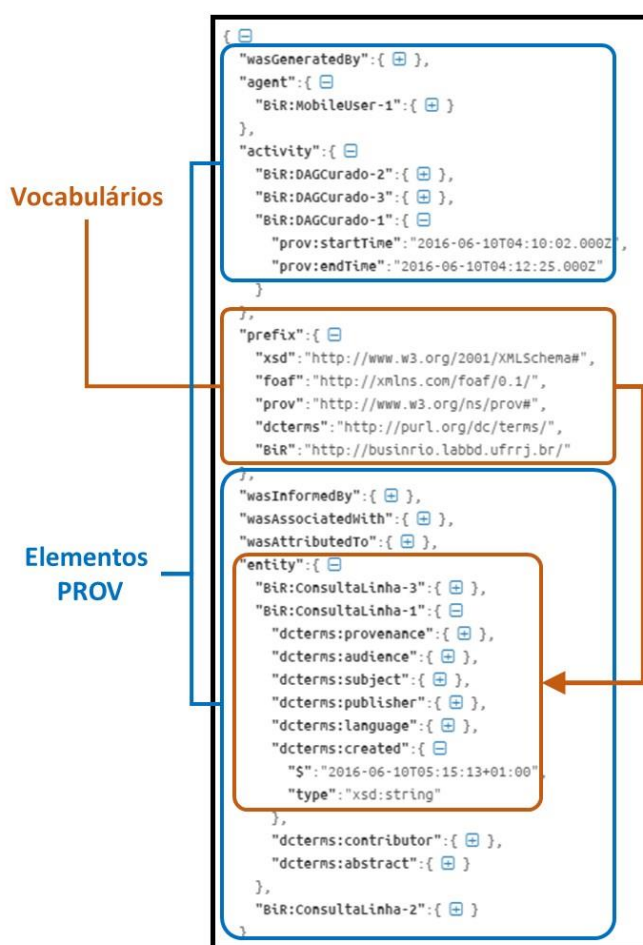 Vocabulários
Elementos
PROV
{
"wasGeneratedBy":{ },
"agent":{
"BiR:MobileUser-1":{ }
},
"activity":{
"BiR:DAGCurado-2":{ },
"BiR:DAGCurado-3":{ },
"BiR:DAGCurado-1":{
"prov:startTime":"2016-06-10T04:10:02.000Z",
"prov:endTime":"2016-06-10T04:12:25.000Z"
}
},
"prefix":{
"xsd":"http://www.w3.org/2001/XMLSchema#",
"foaf":"http://xmlns.com/foaf/0.1/",
"prov":"http://www.w3.org/ns/prov#",
"dcterms":"http://purl.org/dc/terms/",
"BiR":"http://businrio.labbd.ufrrj.br/"
},
"wasInformedBy":{ },
"wasAssociatedWith":{ },
"wasAttributedTo":{ },
"entity":{
"BiR:ConsultaLinha-3":{ },
"BiR:ConsultaLinha-1":{
"dcterms:provenance":{ },
"dcterms:audience":{ },
"dcterms:subject":{ },
"dcterms:publisher":{ },
"dcterms:language":{ },
"dcterms:created":{
"$":"2016-06-10T05:15:13+01:00",
"type":"xsd:string"
},
"dcterms:contributor":{ },
"dcterms:abstract":{ }
},
"BiR:ConsultaLinha-2":{ }
}